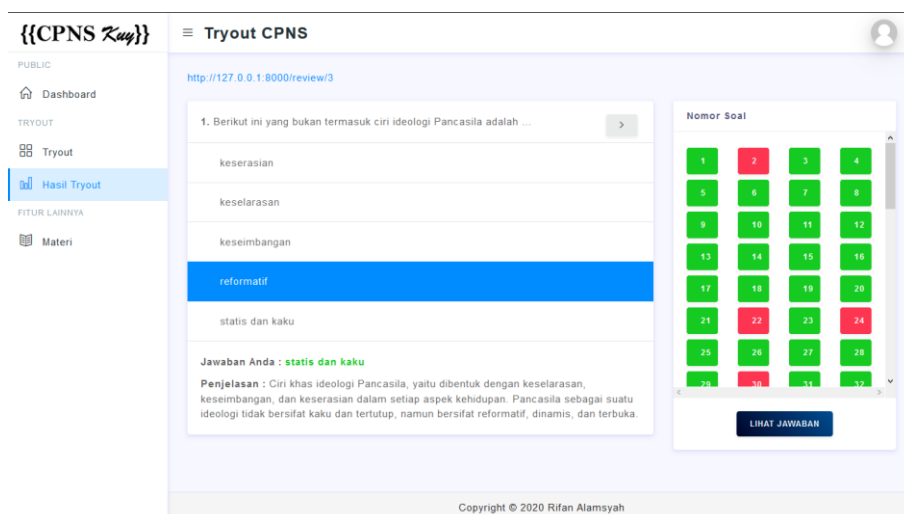 {{CPNS Kuy}}
Tryout CPNS
PUBLIC
Dashboard
TRYOUT
Tryout
Hasil Tryout
FITUR LAINNYA
Materi
http://127.0.0.1:8000/review/3
1. Berikut ini yang bukan termasuk ciri ideologi Pancasila adalah ...
keserasian
keselarasan
keseimbangan
reformatif
statis dan kaku
Jawaban Anda : statis dan kaku
Penjelasan : Ciri khas ideologi Pancasila, yaitu dibentuk dengan keselarasan,
keseimbangan, dan keserasian dalam setiap aspek kehidupan. Pancasila sebagai suatu
ideologi tidak bersifat kaku dan tertutup, namun bersifat reformatif, dinamis, dan terbuka.
Nomor Soal
1 2 3 4
5 6 7 8
9 10 11 12
13 14 15 16
17 18 19 20
21 22 23 24
25 26 27 28
29 30 31 32
LIHAT JAWABAN
Copyright © 2020 Rifan Alamsyah